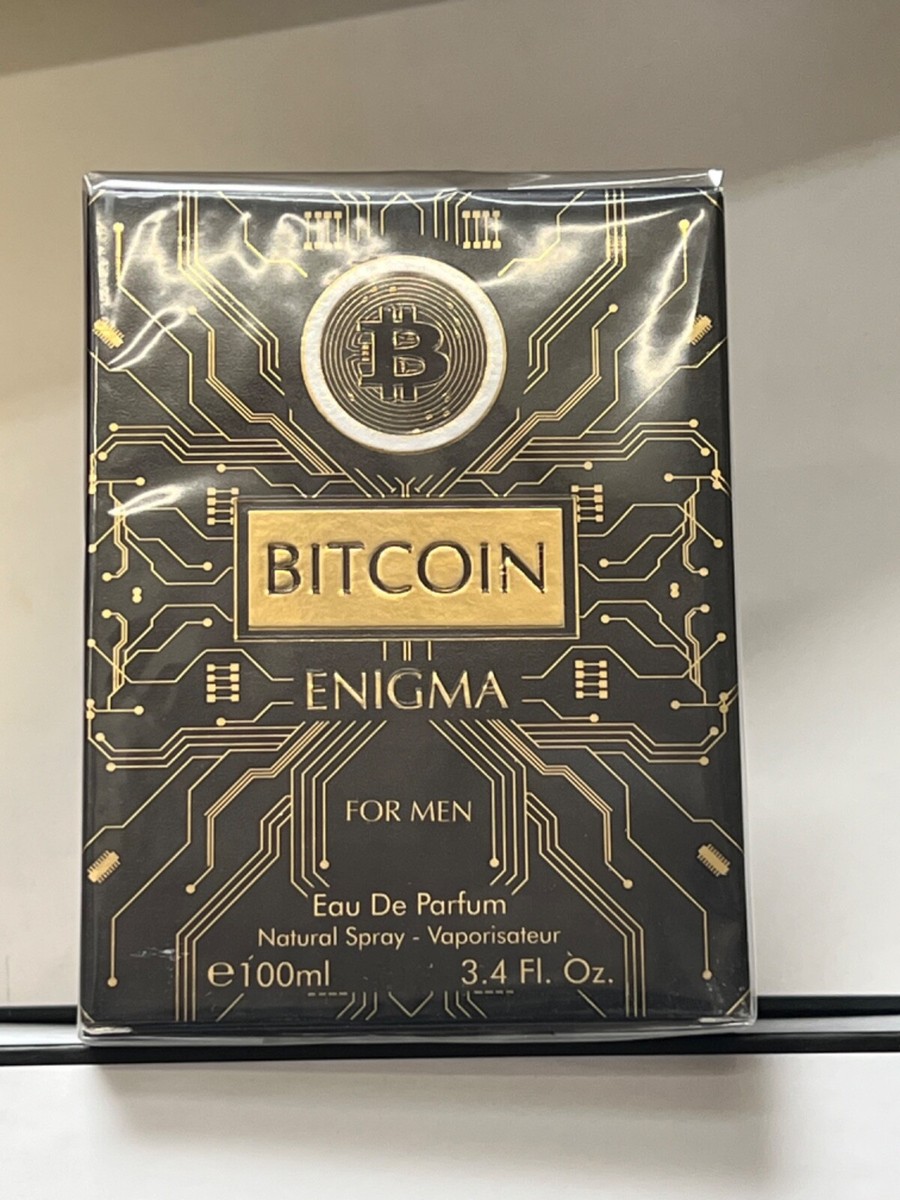 BITCOIN
ENIGMA
FOR MEN
Eau De Parfum
Natural Spray - Vaporisateur
℮100ml 3.4 Fl. Oz.